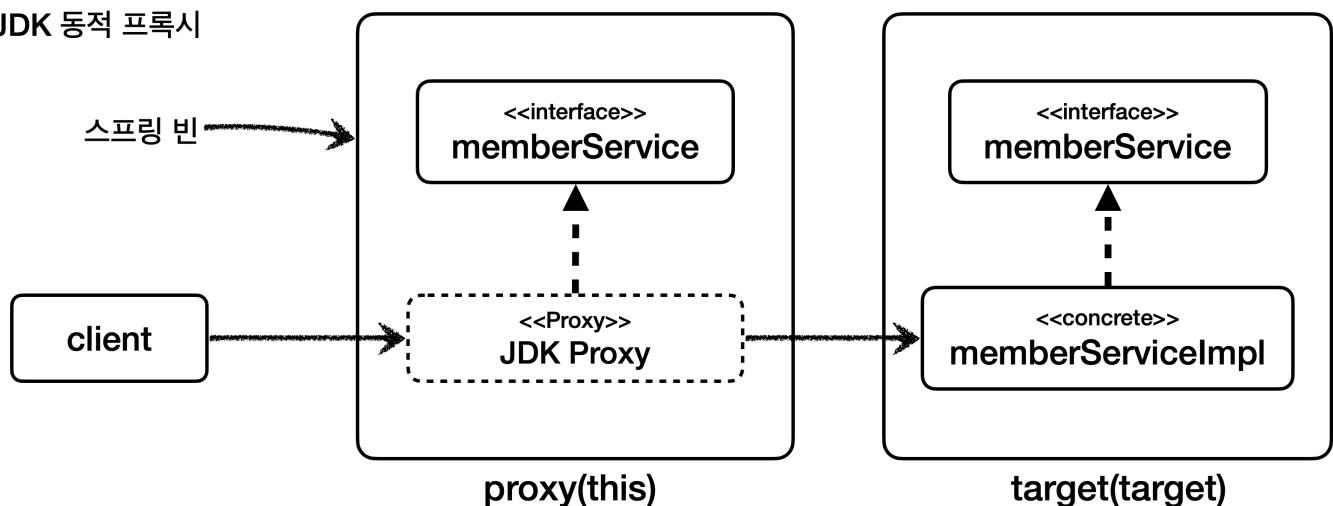 JDK 동적 프록시
스프링 빈
<<interface>>
memberService
<<interface>>
memberService
client
<<Proxy>>
JDK Proxy
<<concrete>>
memberServiceImpl
proxy(this)
target(target)